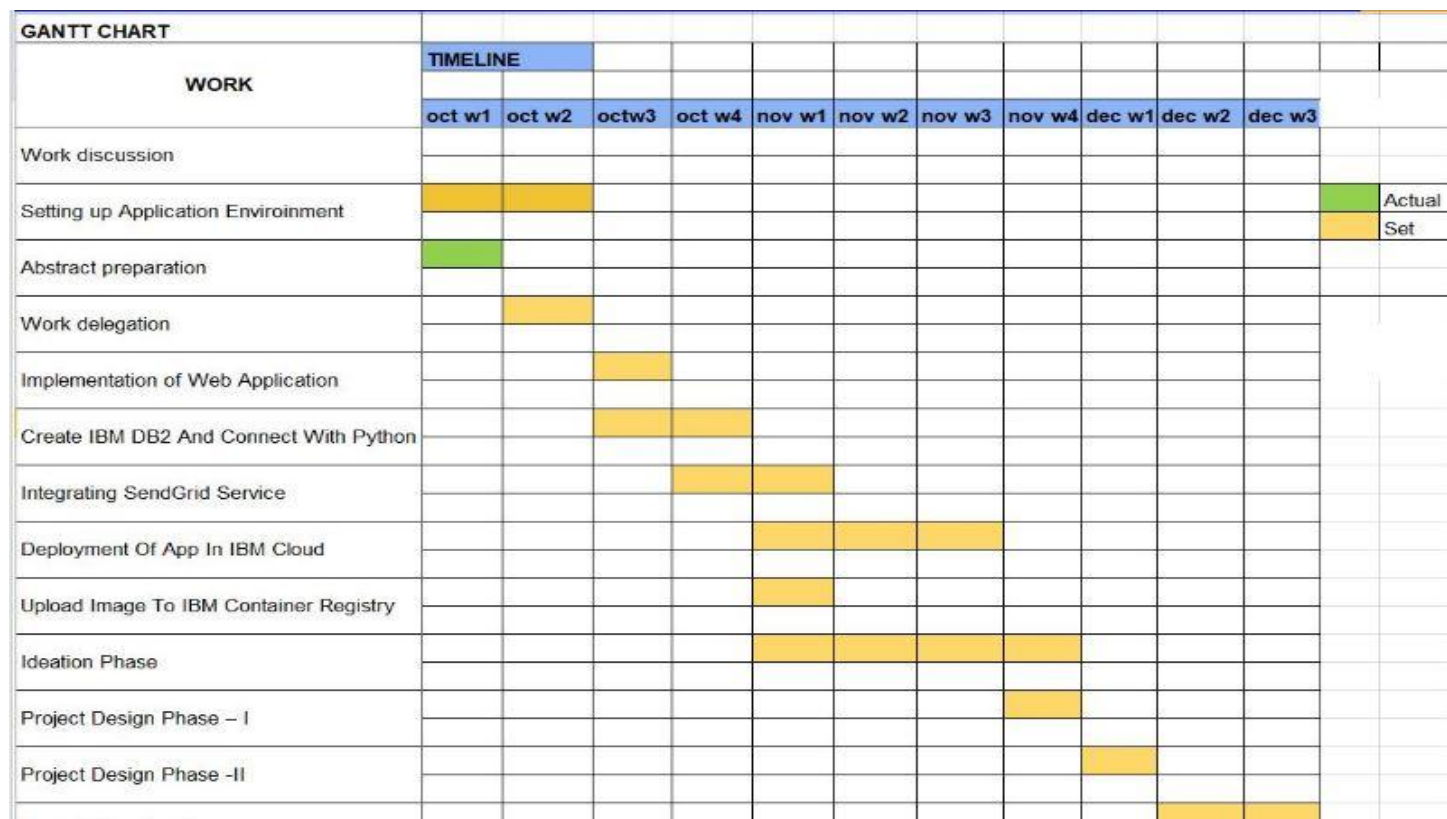 GANTT CHART
TIMELINE
WORK
oct w1 oct w2 octw3 oct w4 nov w1 nov w2 nov w3 nov w4 dec w1 dec w2 dec w3
Work discussion
Setting up Application Enviroinment
Actual
Set
Abstract preparation
Work delegation
Implementation of Web Application
Create IBM DB2 And Connect With Python
Integrating SendGrid Service
Deployment Of App In IBM Cloud
Upload Image To IBM Container Registry
Ideation Phase
Project Design Phase – I
Project Design Phase -II